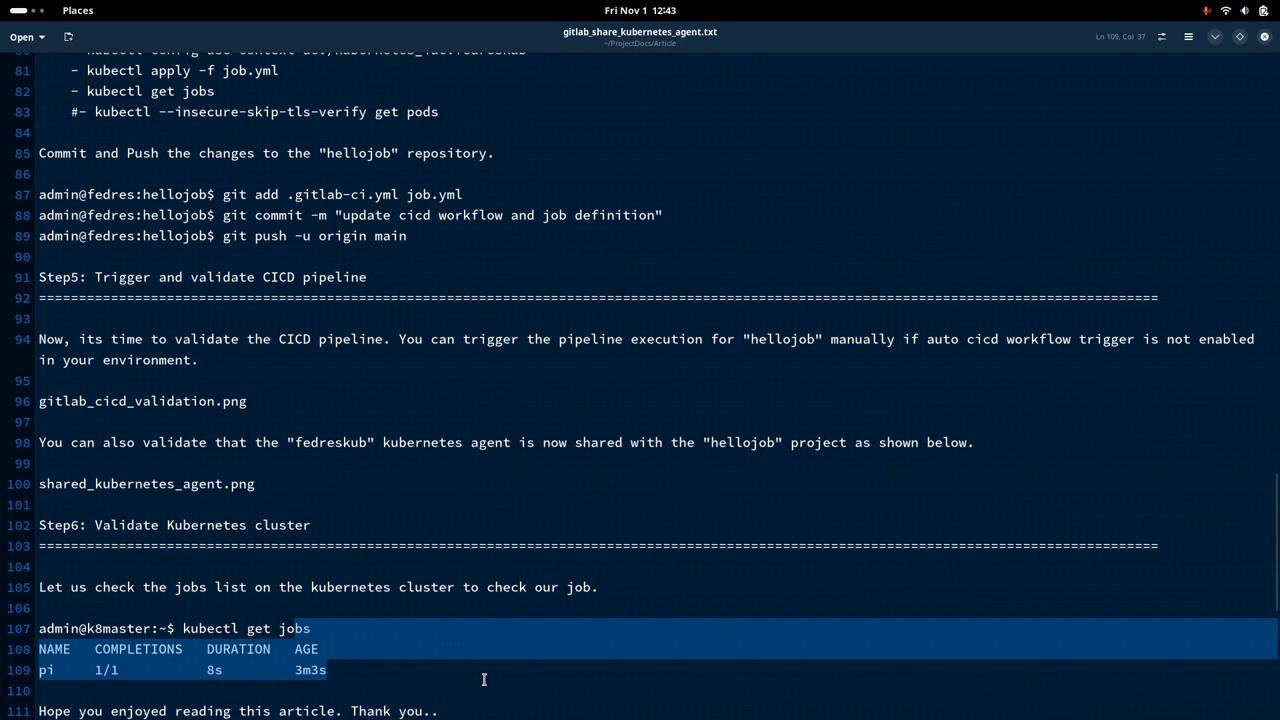 Places
Fri Nov 1 12:43
Open
gitlab_share_kubernetes_agent.txt
~/ProjectDocs/Article
Ln 109, Col 37
81 - kubectl apply -f job.yml
82 - kubectl get jobs
83 #- kubectl --insecure-skip-tls-verify get pods
84
85 Commit and Push the changes to the "hellojob" repository.
86
87 admin@fedres:hellojob$ git add .gitlab-ci.yml job.yml
88 admin@fedres:hellojob$ git commit -m "update cicd workflow and job definition"
89 admin@fedres:hellojob$ git push -u origin main
90
91 Step5: Trigger and validate CICD pipeline
92 ============================================================================================================================================
93
94 Now, its time to validate the CICD pipeline. You can trigger the pipeline execution for "hellojob" manually if auto cicd workflow trigger is not enabled
in your environment.
95
96 gitlab_cicd_validation.png
97
98 You can also validate that the "fedreskub" kubernetes agent is now shared with the "hellojob" project as shown below.
99
100 shared_kubernetes_agent.png
101
102 Step6: Validate Kubernetes cluster
103 ============================================================================================================================================
104
105 Let us check the jobs list on the kubernetes cluster to check our job.
106
107 admin@k8master:~$ kubectl get jobs
108 NAME COMPLETIONS DURATION AGE
109 pi 1/1 8s 3m3s
110
111 Hope you enjoyed reading this article. Thank you..